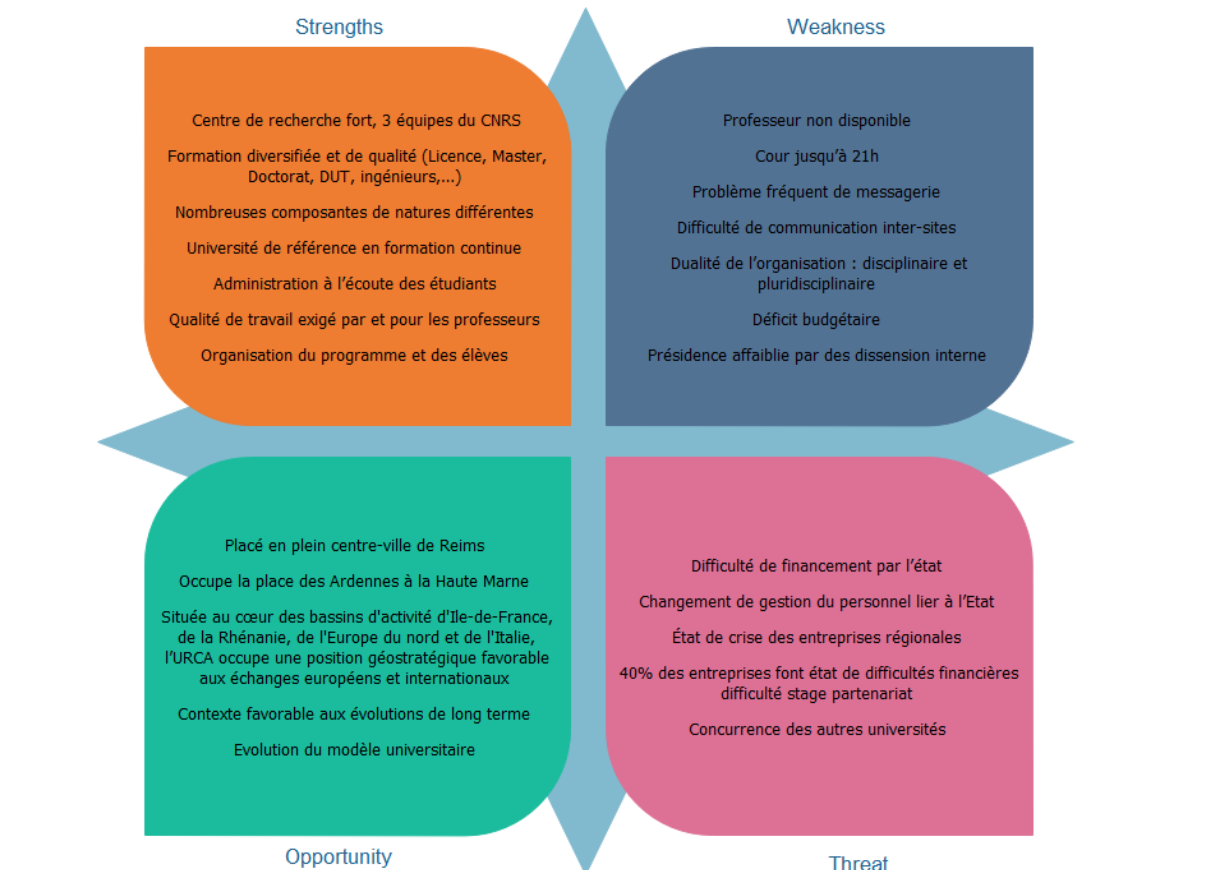 Strengths
Centre de recherche fort, 3 équipes du CNRS
Formation diversifiée et de qualité (Licence, Master,
Doctorat, DUT, ingénieurs,...)
Nombreuses composantes de natures différentes
Université de référence en formation continue
Administration à l'écoute des étudiants
Qualité de travail exigé par et pour les professeurs
Organisation du programme et des élèves
Weakness
Professeur non disponible
Cour jusqu'à 21h
Problème fréquent de messagerie
Difficulté de communication inter-sites
Dualité de l'organisation : disciplinaire et
pluridisciplinaire
Déficit budgétaire
Présidence affaiblie par des dissension interne
Placé en plein centre-ville de Reims
Occupe la place des Ardennes à la Haute Marne
Située au cœur des bassins d'activité d'Ile-de-France,
de la Rhénanie, de l'Europe du nord et de l'Italie,
l'URCA occupe une position géostratégique favorable
aux échanges européens et internationaux
Contexte favorable aux évolutions de long terme
Evolution du modèle universitaire
Opportunity
Difficulté de financement par l'état
Changement de gestion du personnel lier à l'Etat
État de crise des entreprises régionales
40% des entreprises font état de difficultés financières
difficulté stage partenariat
Concurrence des autres universités
Threat